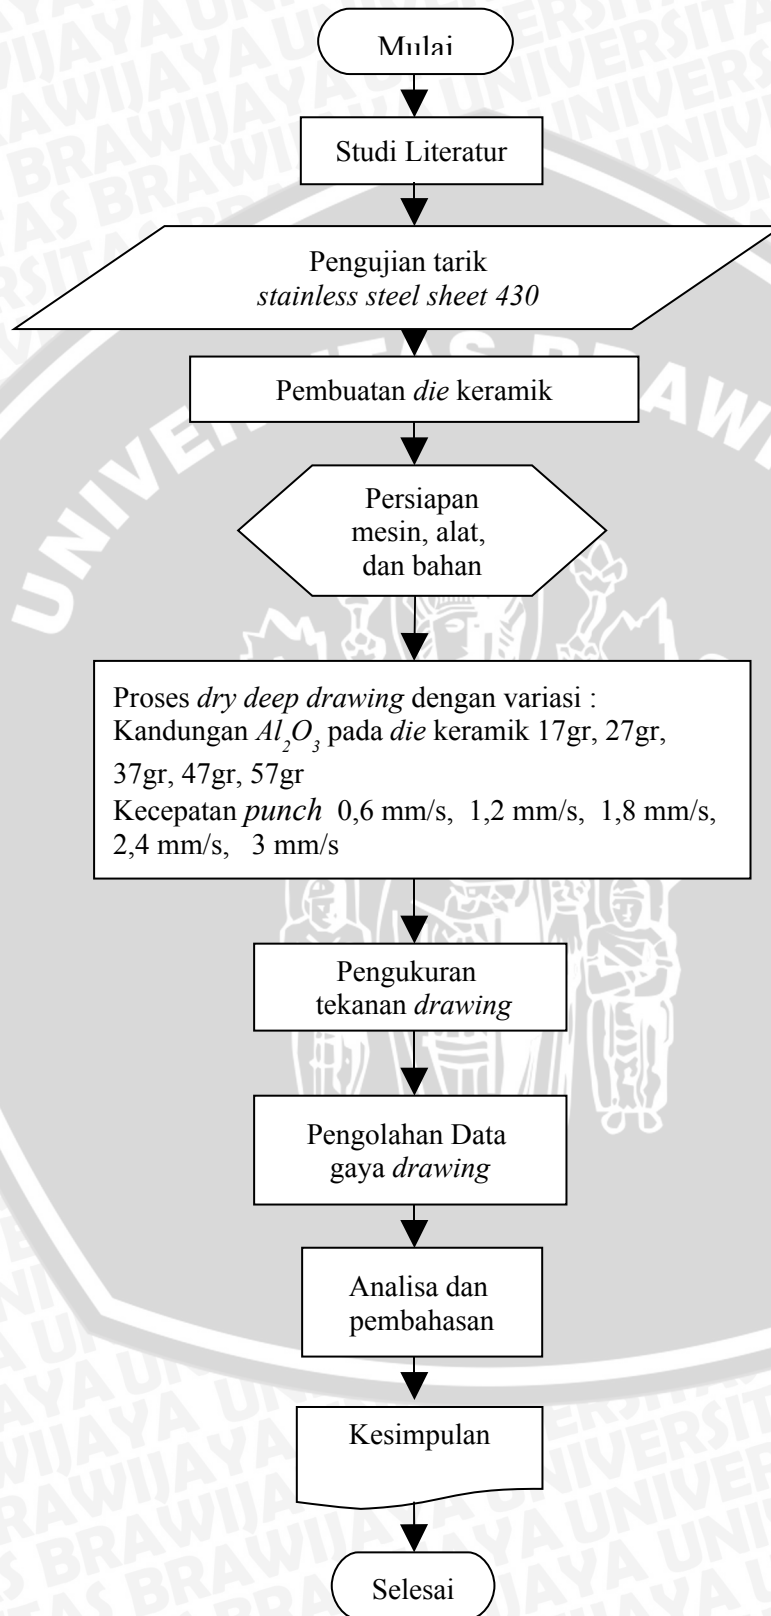 Mulai
Studi Literatur
Pengujian tarik
stainless steel sheet 430
Pembuatan die keramik
Persiapan
mesin, alat,
dan bahan
Proses dry deep drawing dengan variasi :
Kandungan Al₂O₃ pada die keramik 17gr, 27gr,
37gr, 47gr, 57gr
Kecepatan punch 0,6 mm/s, 1,2 mm/s, 1,8 mm/s,
2,4 mm/s, 3 mm/s
Pengukuran
tekanan drawing
Pengolahan Data
gaya drawing
Analisa dan
pembahasan
Kesimpulan
Selesai